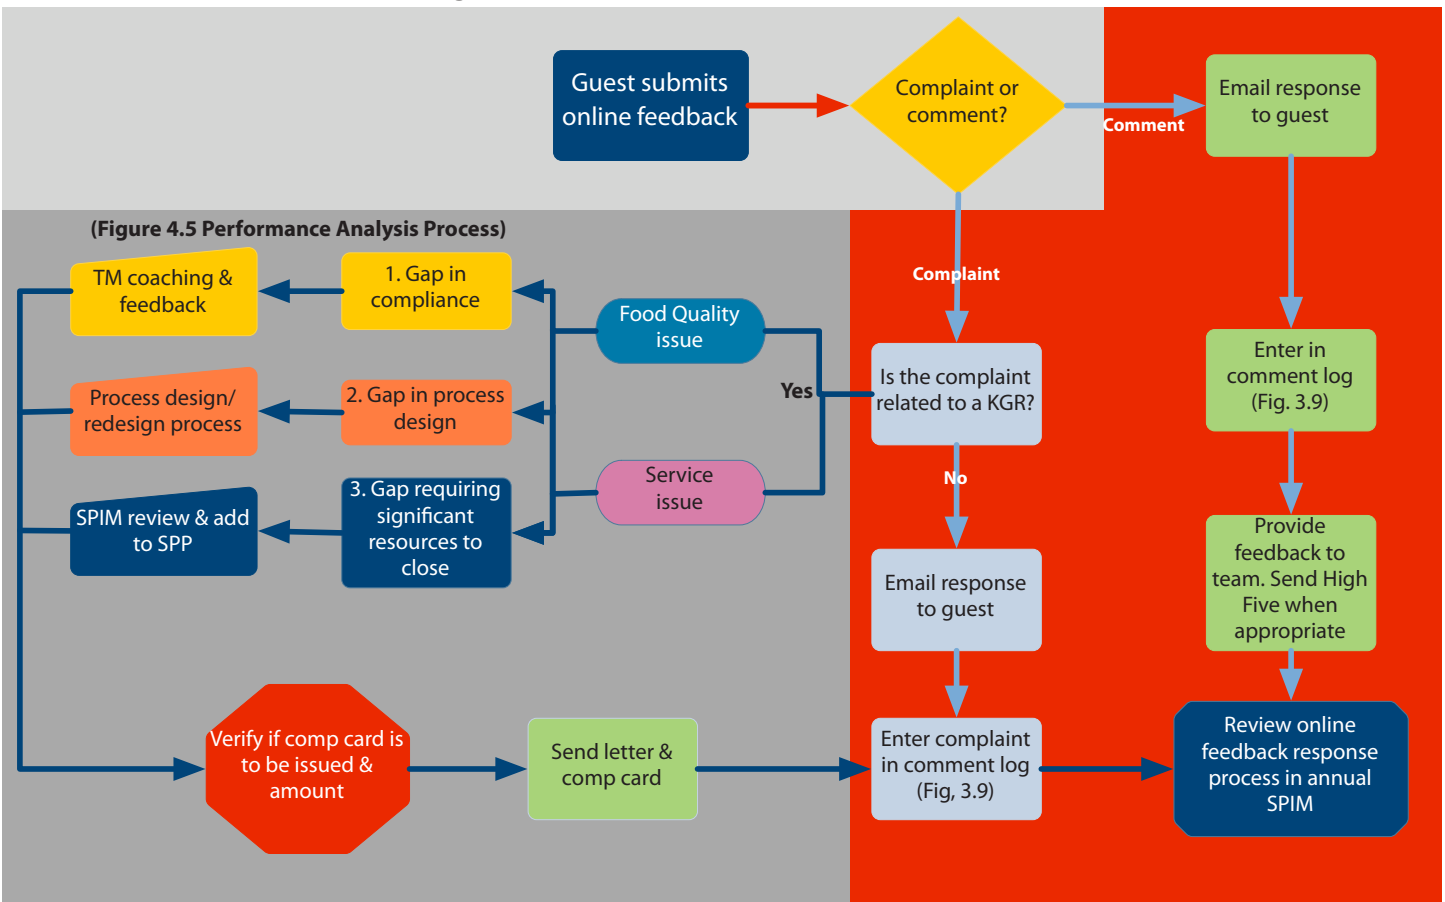 Guest submits
online feedback
Complaint or
comment?
Comment
Email response
to guest
(Figure 4.5 Performance Analysis Process)
TM coaching &
feedback
1. Gap in
compliance
Food Quality
issue
Complaint
Is the complaint
related to a KGR?
Yes
Enter in
comment log
(Fig. 3.9)
Process design/
redesign process
2. Gap in process
design
Service
issue
No
SPIM review & add
to SPP
3. Gap requiring
significant
resources to
close
Email response
to guest
Provide
feedback to
team. Send High
Five when
appropriate
Verify if comp card is
to be issued &
amount
Send letter &
comp card
Enter complaint
in comment log
(Fig, 3.9)
Review online
feedback response
process in annual
SPIM